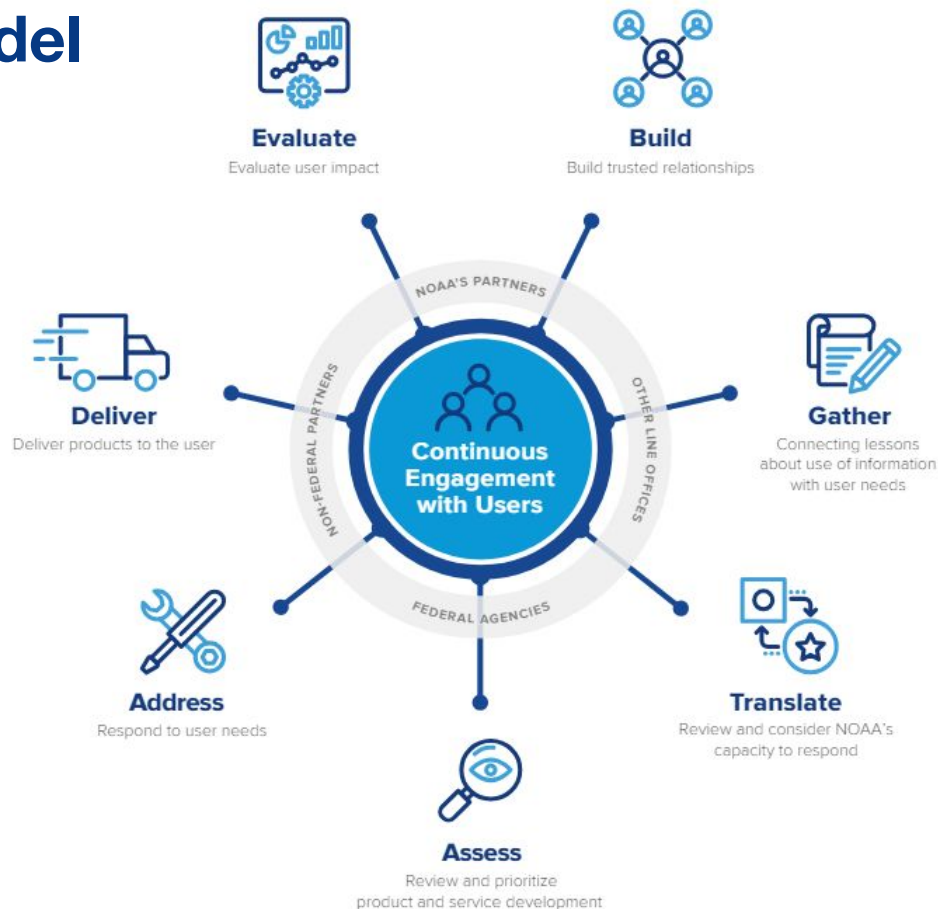 del
Evaluate
Evaluate user impact
Build
Build trusted relationships
NOAA'S PARTNERS
Deliver
Deliver products to the user
NON-FEDERAL PARTNERS
Continuous
Engagement
with Users
OTHER LINE OFFICES
Gather
Connecting lessons
about use of information
with user needs
FEDERAL AGENCIES
Address
Respond to user needs
Translate
Review and consider NOAA's
capacity to respond
Assess
Review and prioritize
product and service development